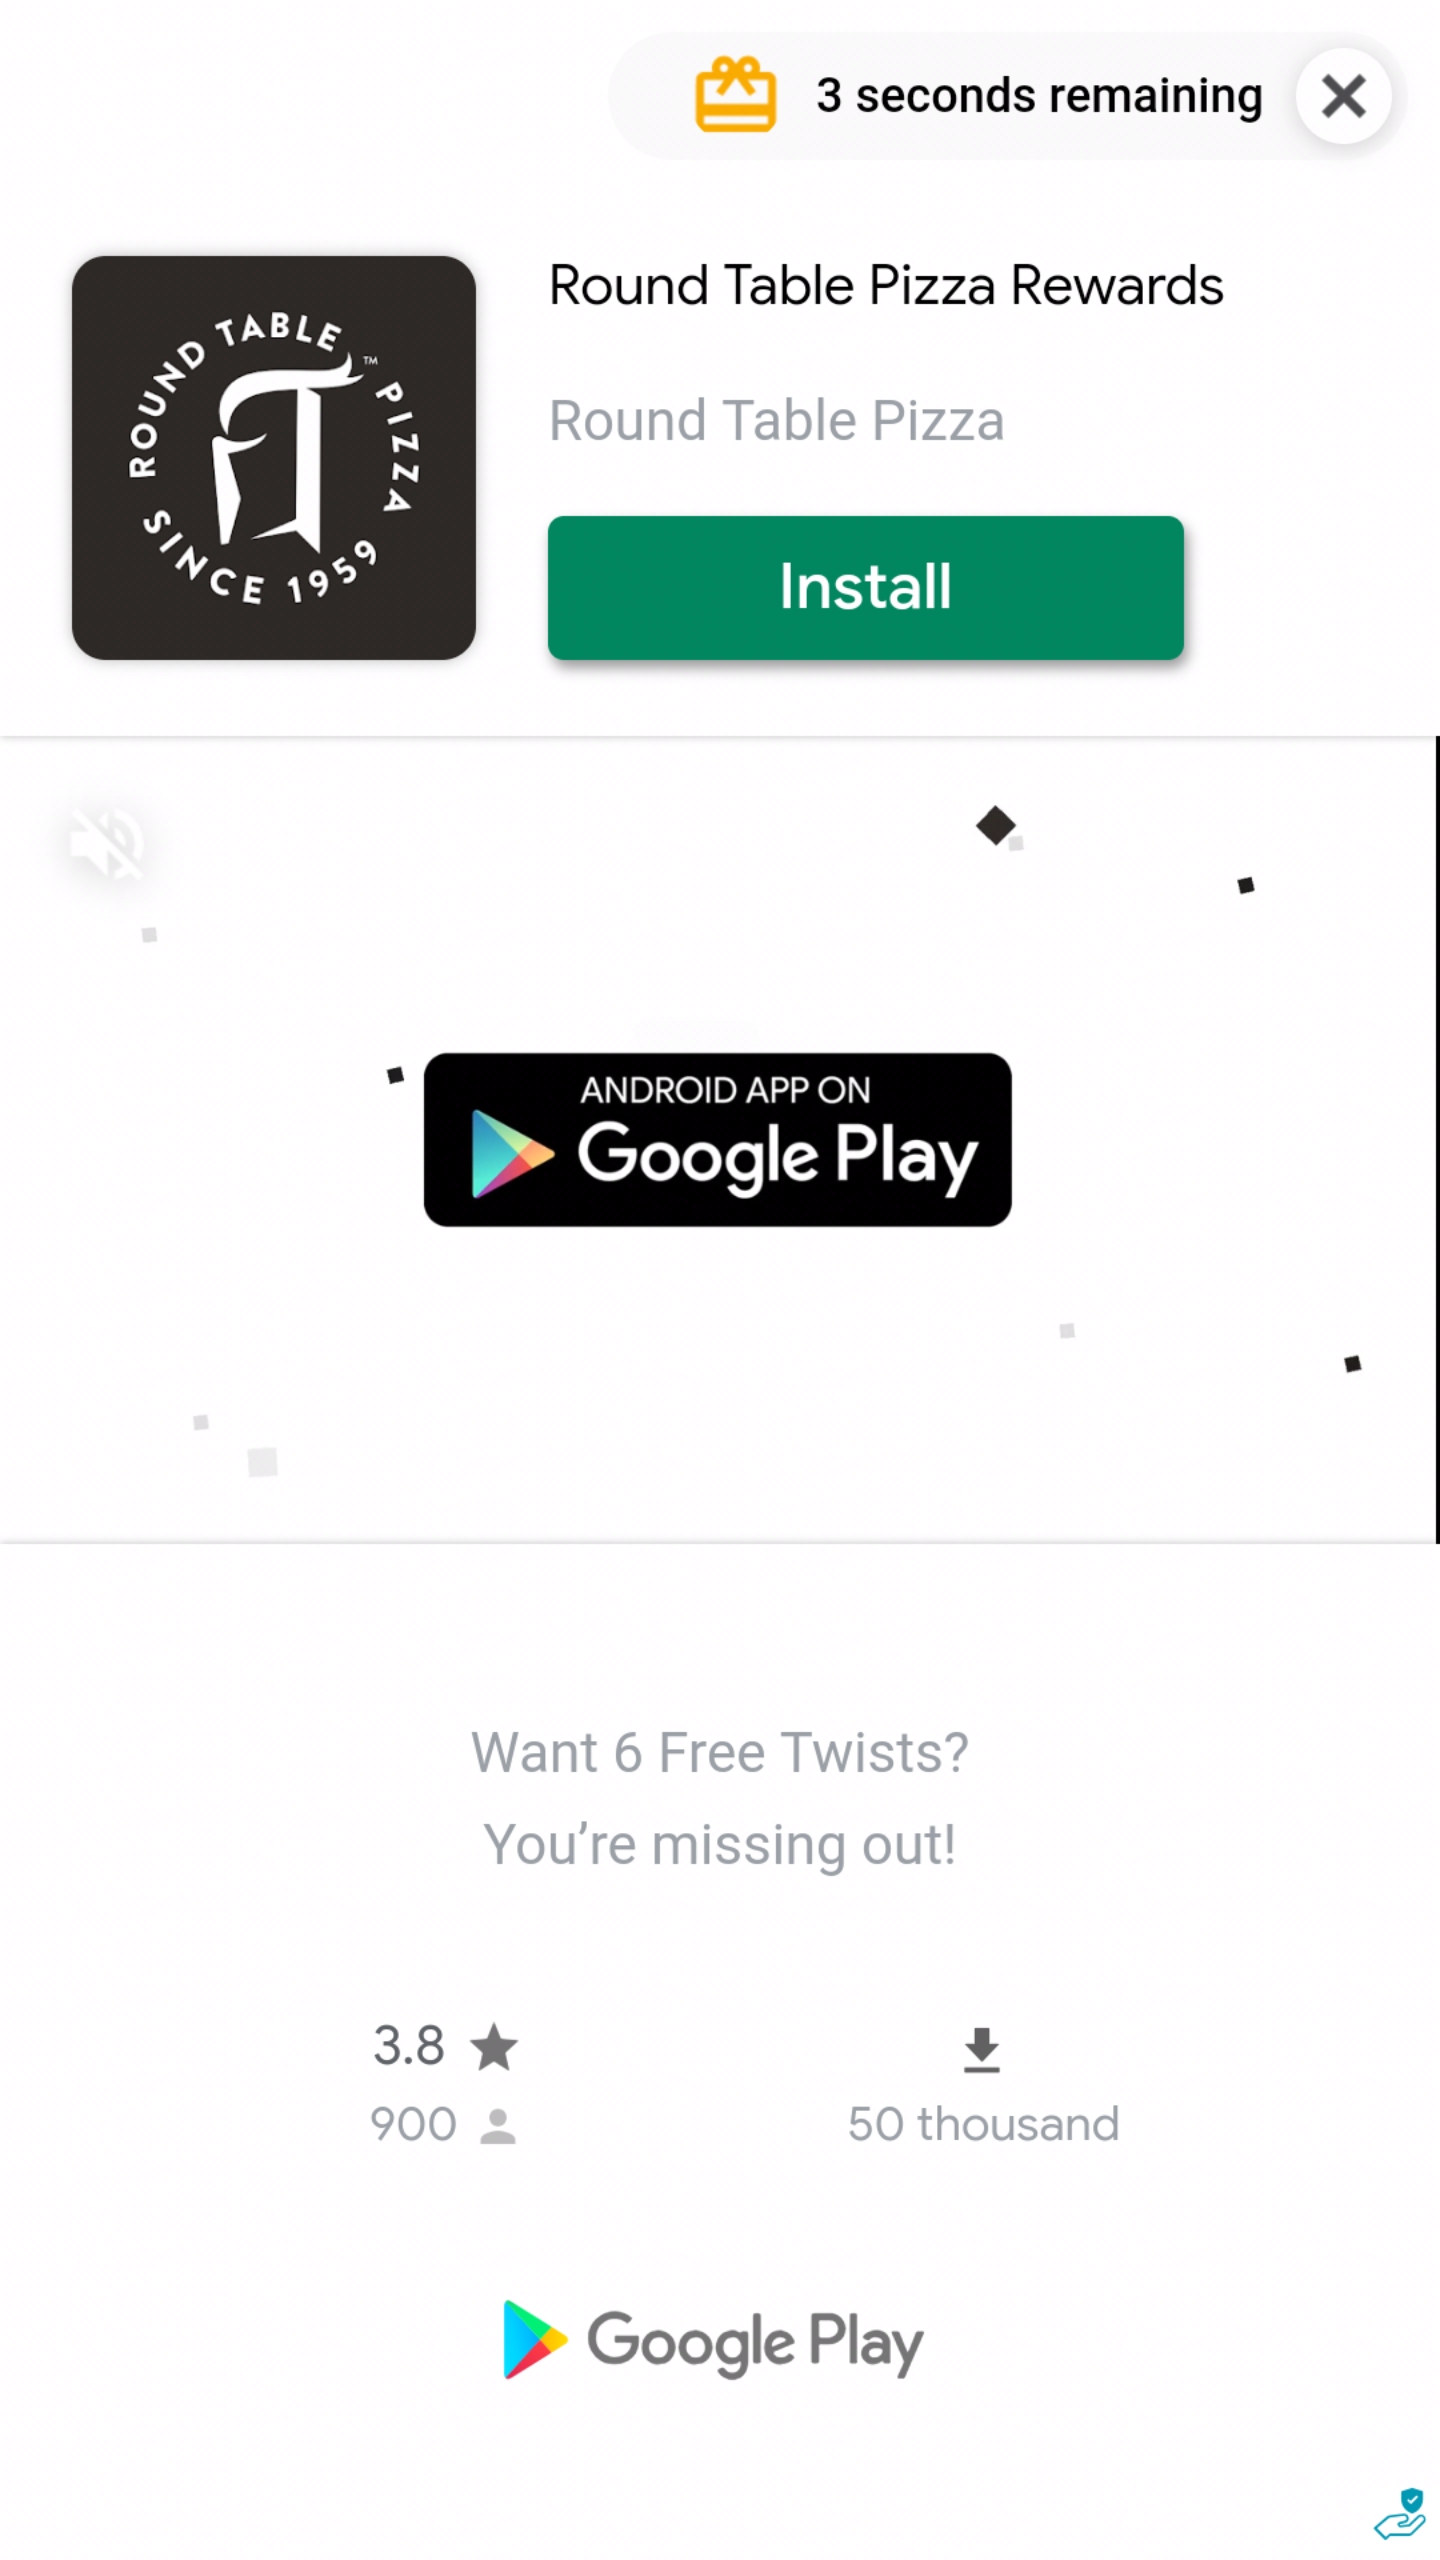 3 seconds remaining
ROUND TABLE PIZZA
TM
SINCE 1959
Round Table Pizza Rewards
Round Table Pizza
Install
ANDROID APP ON
Google Play
Want 6 Free Twists?
You’re missing out!
3.8
900
50 thousand
Google Play